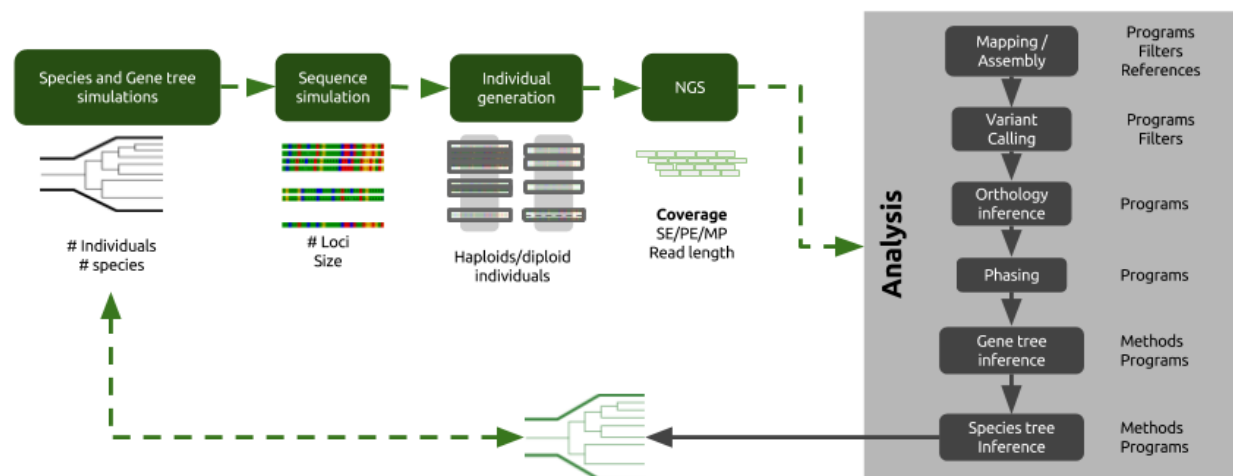 Species and Gene tree
simulations
Sequence
simulation
Individual
generation
NGS
# Individuals
# species
# Loci
Size
Haploids/diploid
individuals
Coverage
SE/PE/MP
Read length
Analysis
Mapping /
Assembly
Programs
Filters
References
Variant
Calling
Programs
Filters
Orthology
inference
Programs
Phasing
Programs
Gene tree
inference
Methods
Programs
Species tree
Inference
Methods
Programs